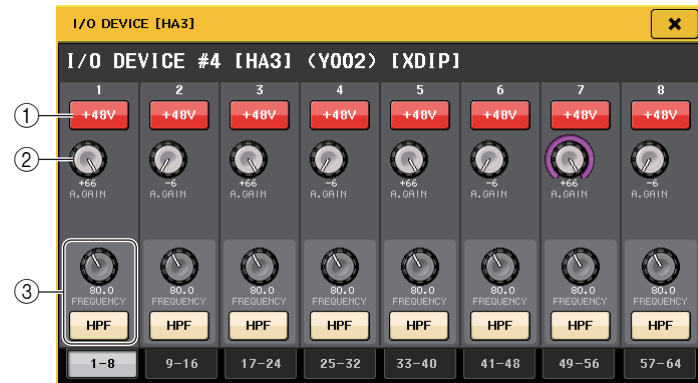 I/O DEVICE [HA3]
I/O DEVICE #4 [HA3] (Y002) [XDIP]
1 2 3 4 5 6 7 8
① +48V +48V +48V +48V +48V +48V +48V +48V
②
+66 -6 +66 -6 +66 -6 +66 -6
A.GAIN A.GAIN A.GAIN A.GAIN A.GAIN A.GAIN A.GAIN A.GAIN
③
80.0 80.0 80.0 80.0 80.0 80.0 80.0 80.0
FREQUENCY FREQUENCY FREQUENCY FREQUENCY FREQUENCY FREQUENCY FREQUENCY FREQUENCY
HPF HPF HPF HPF HPF HPF HPF HPF
1-8 9-16 17-24 25-32 33-40 41-48 49-56 57-64